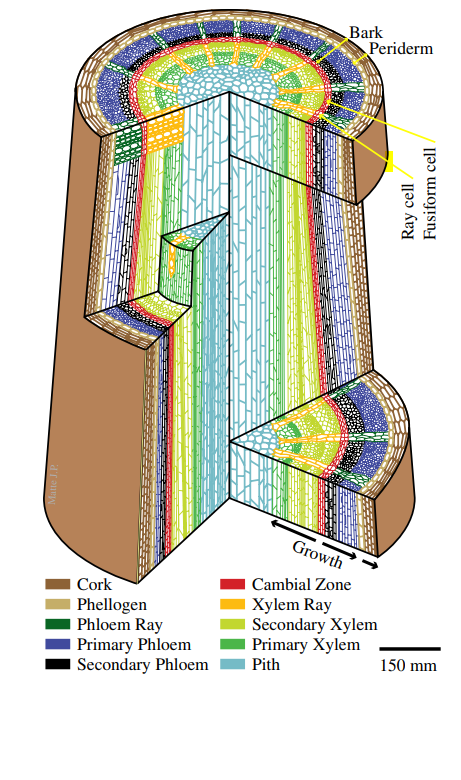 Bark
Periderm
Ray cell
Fusiform cell
Growth
Cork
Phellogen
Phloem Ray
Primary Phloem
Secondary Phloem
Cambial Zone
Xylem Ray
Secondary Xylem
Primary Xylem
Pith
150 mm